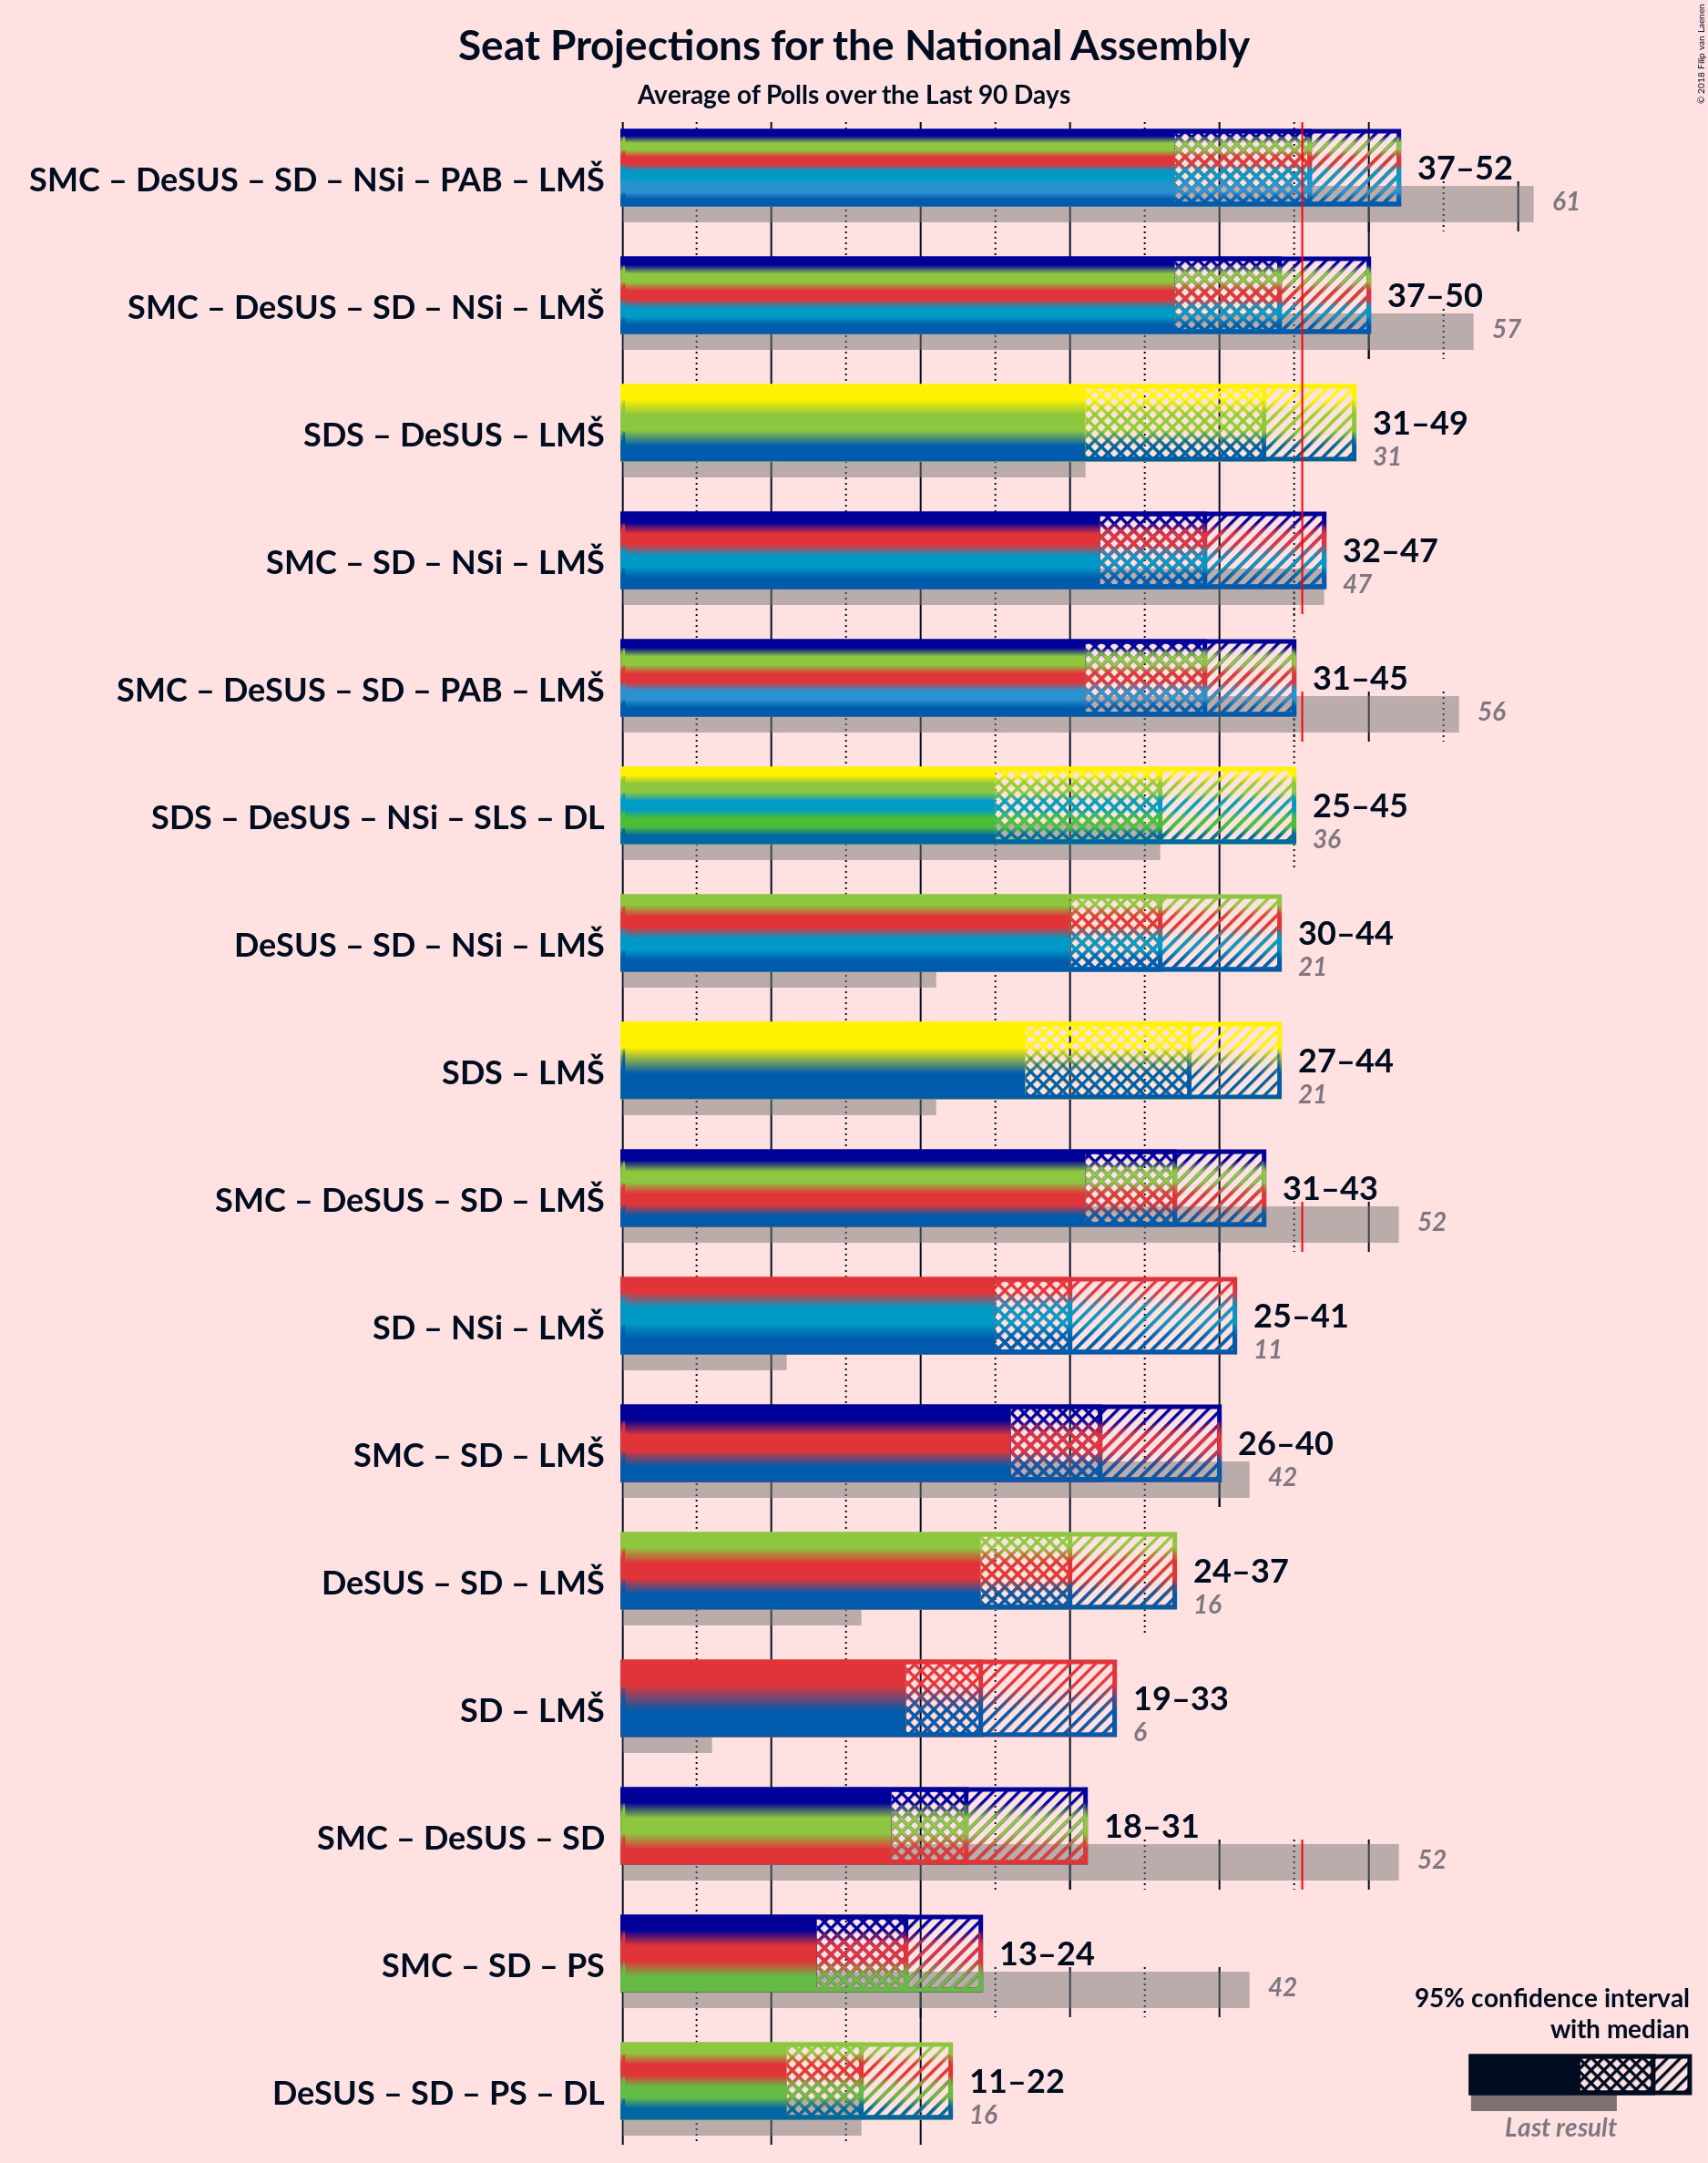 Seat Projections for the National Assembly
Average of Polls over the Last 90 Days
© 2018 Filip van Laenen
SMC – DeSUS – SD – NSi – PAB – LMŠ
37–52
61
SMC – DeSUS – SD – NSi – LMŠ
37–50
57
SDS – DeSUS – LMŠ
31–49
31
SMC – SD – NSi – LMŠ
32–47
47
SMC – DeSUS – SD – PAB – LMŠ
31–45
56
SDS – DeSUS – NSi – SLS – DL
25–45
36
DeSUS – SD – NSi – LMŠ
30–44
21
SDS – LMŠ
27–44
21
SMC – DeSUS – SD – LMŠ
31–43
52
SD – NSi – LMŠ
25–41
11
SMC – SD – LMŠ
26–40
42
DeSUS – SD – LMŠ
24–37
16
SD – LMŠ
19–33
6
SMC – DeSUS – SD
18–31
52
SMC – SD – PS
13–24
42
DeSUS – SD – PS – DL
11–22
16
95% confidence interval
with median
Last result